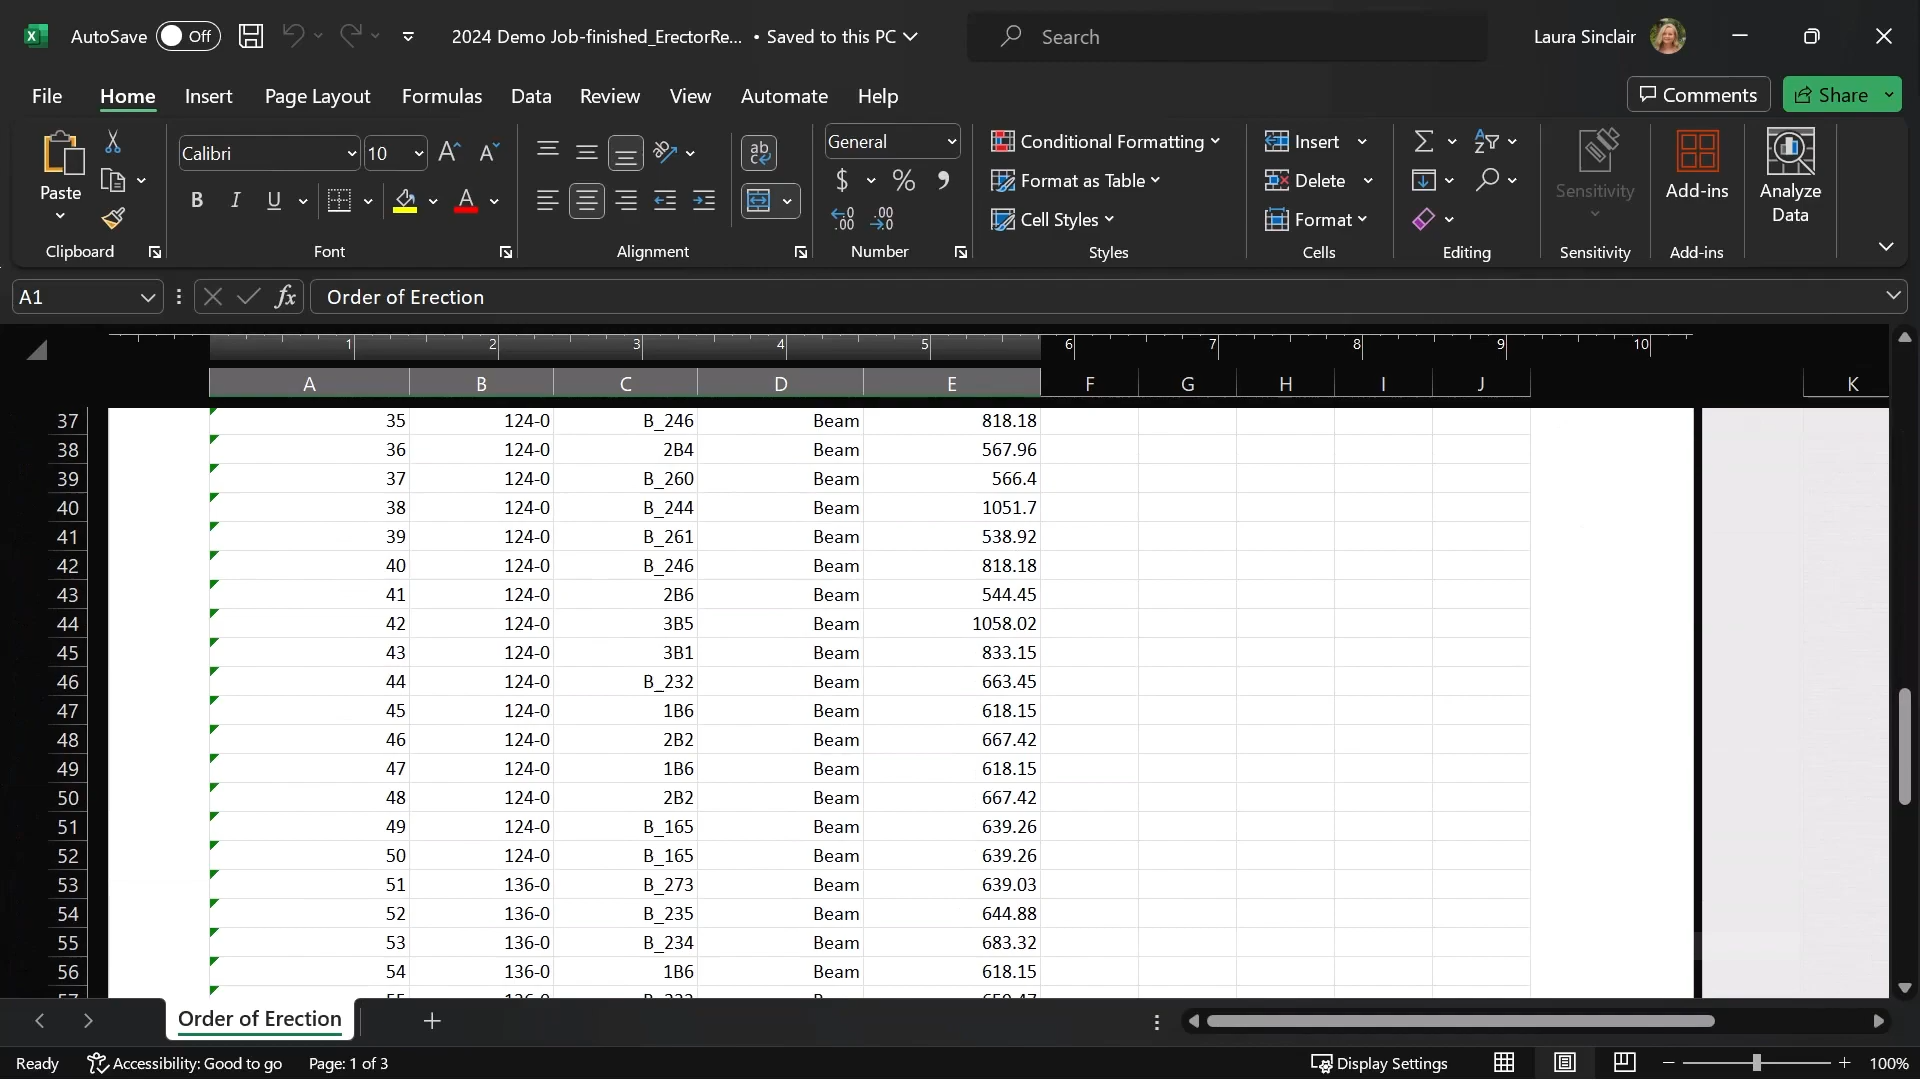 AutoSave Off 2024 Demo Job-finished_ErectorRe... • Saved to this PC Search Laura Sinclair
File Home Insert Page Layout Formulas Data Review View Automate Help Comments Share
Paste Calibri 10 General Conditional Formatting Insert Sensitivity Add-ins Analyze Data
B I U A ab $ % Format as Table Delete
Cell Styles Format
Clipboard Font Alignment Number Styles Cells Editing Sensitivity Add-ins
A1 fx Order of Erection
1 2 3 4 5 6 7 8 9 10
A B C D E F G H I J K
37 35 124-0 B_246 Beam 818.18
38 36 124-0 2B4 Beam 567.96
39 37 124-0 B_260 Beam 566.4
40 38 124-0 B_244 Beam 1051.7
41 39 124-0 B_261 Beam 538.92
42 40 124-0 B_246 Beam 818.18
43 41 124-0 2B6 Beam 544.45
44 42 124-0 3B5 Beam 1058.02
45 43 124-0 3B1 Beam 833.15
46 44 124-0 B_232 Beam 663.45
47 45 124-0 1B6 Beam 618.15
48 46 124-0 2B2 Beam 667.42
49 47 124-0 1B6 Beam 618.15
50 48 124-0 2B2 Beam 667.42
51 49 124-0 B_165 Beam 639.26
52 50 124-0 B_165 Beam 639.26
53 51 136-0 B_273 Beam 639.03
54 52 136-0 B_235 Beam 644.88
55 53 136-0 B_234 Beam 683.32
56 54 136-0 1B6 Beam 618.15
Order of Erection
Ready Accessibility: Good to go Page: 1 of 3 Display Settings 100%